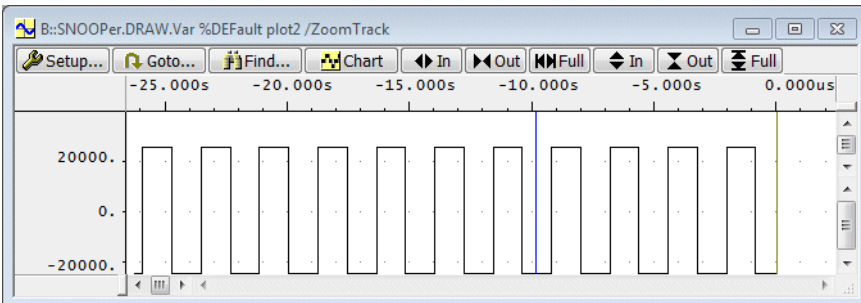 B::SNOOPer.DRAW.Var %DEFault plot2 /ZoomTrack
Setup... Goto... Find... Chart In Out Full In Out Full
-25.000s -20.000s -15.000s -10.000s -5.000s 0.000us
20000.
0.
-20000.